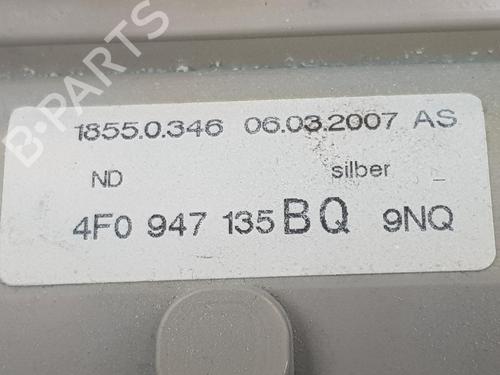 1855.0.346 06.03.2007 AS
ND silber _
4F0 947 135 BQ 9NQ
B-PARTS